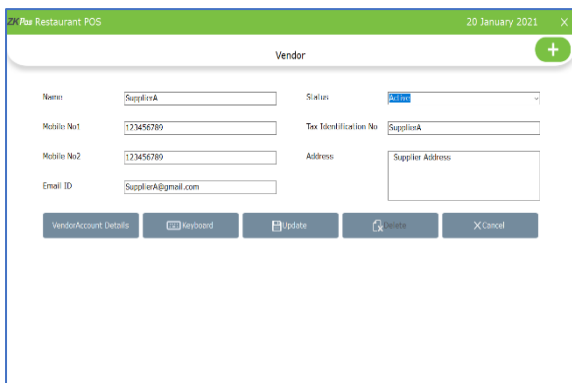 ZKPos Restaurant POS 20 January 2021 X
Vendor
+
Name SupplierA Status Active
Mobile No1 123456789 Tax Identification No SupplierA
Mobile No2 123456789 Address Supplier Address
Email ID SupplierA@gmail.com
VendorAccount Details Keyboard Update Delete Cancel